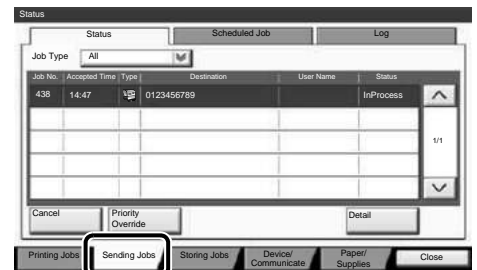 Status
Status Scheduled Job Log
Job Type All
Job No. Accepted Time Type Destination User Name Status
438 14:47 0123456789 InProcess
1/1
Cancel Priority Override Detail
Printing Jobs Sending Jobs Storing Jobs Device/ Communicate Paper/ Supplies Close